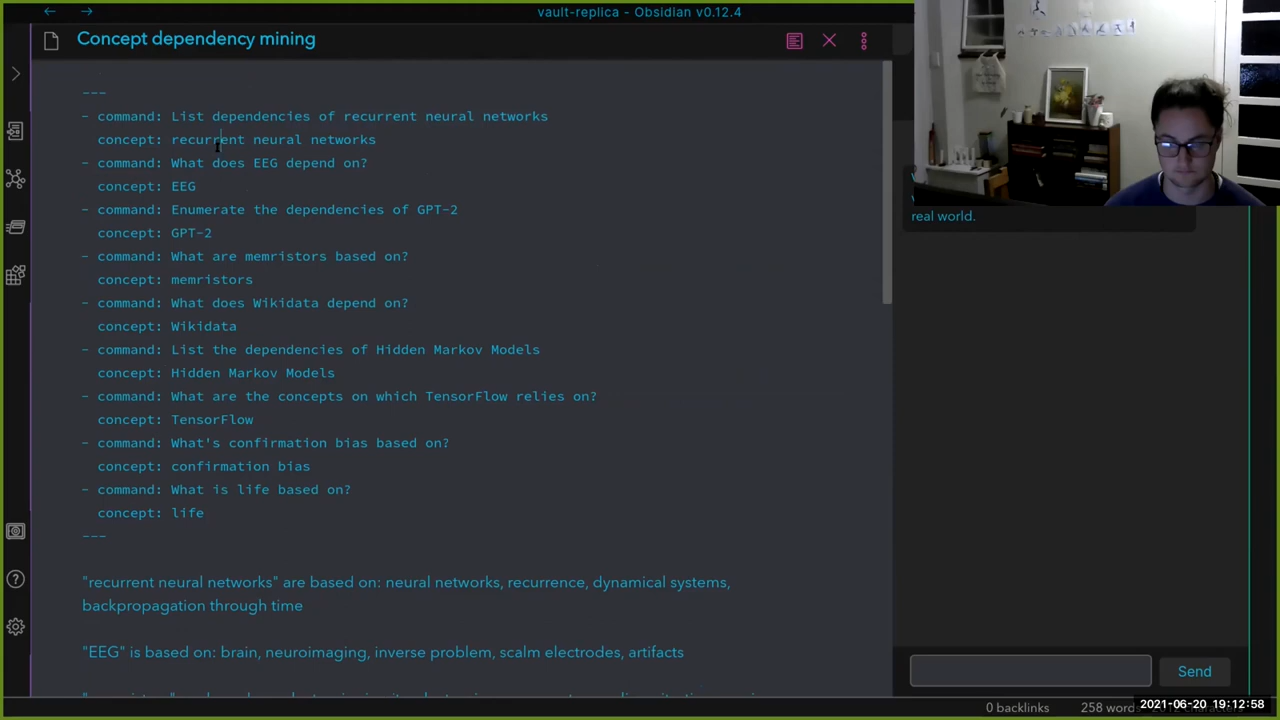 vault-replica - Obsidian v0.12.4
Concept dependency mining
---
- command: List dependencies of recurrent neural networks
concept: recurrent neural networks
- command: What does EEG depend on?
concept: EEG
- command: Enumerate the dependencies of GPT-2
concept: GPT-2
- command: What are memristors based on?
concept: memristors
- command: What does Wikidata depend on?
concept: Wikidata
- command: List the dependencies of Hidden Markov Models
concept: Hidden Markov Models
- command: What are the concepts on which TensorFlow relies on?
concept: TensorFlow
- command: What's confirmation bias based on?
concept: confirmation bias
- command: What is life based on?
concept: life
---
"recurrent neural networks" are based on: neural networks, recurrence, dynamical systems,
backpropagation through time
"EEG" is based on: brain, neuroimaging, inverse problem, scalm electrodes, artifacts
real world.
Send
0 backlinks
258 words
2021-06-20 19:12:58